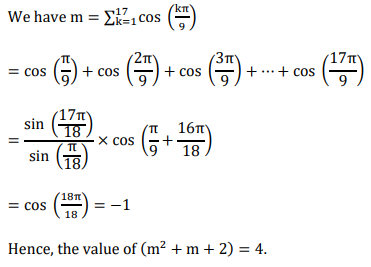 We have m = ∑¹⁷ₖ₌₁ cos (kπ/9)
= cos (π/9) + cos (2π/9) + cos (3π/9) + ⋯ + cos (17π/9)
= sin (17π/18) / sin (π/18) × cos (π/9 + 16π/18)
= cos (18π/18) = −1
Hence, the value of (m² + m + 2) = 4.